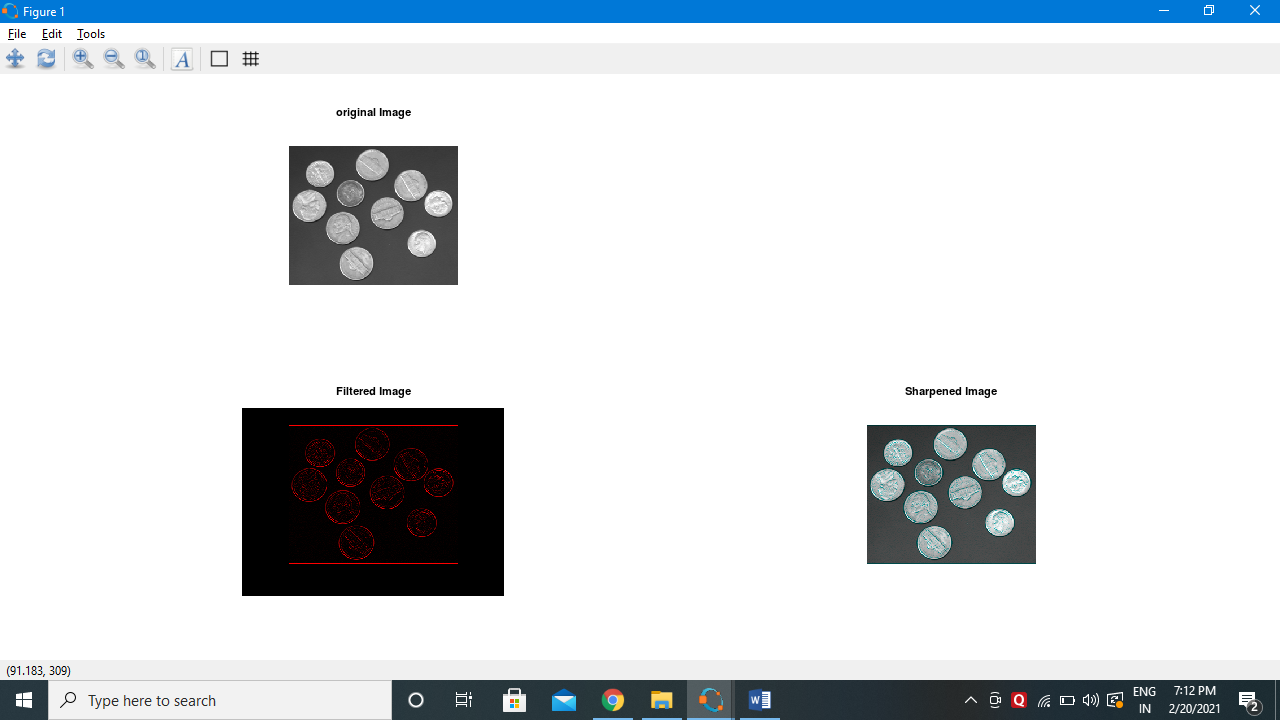 Figure 1
File Edit Tools
A
original Image
Filtered Image
Sharpened Image
(91.183, 309)
Type here to search
Q
W
ENG
IN
7:12 PM
2/20/2021
2